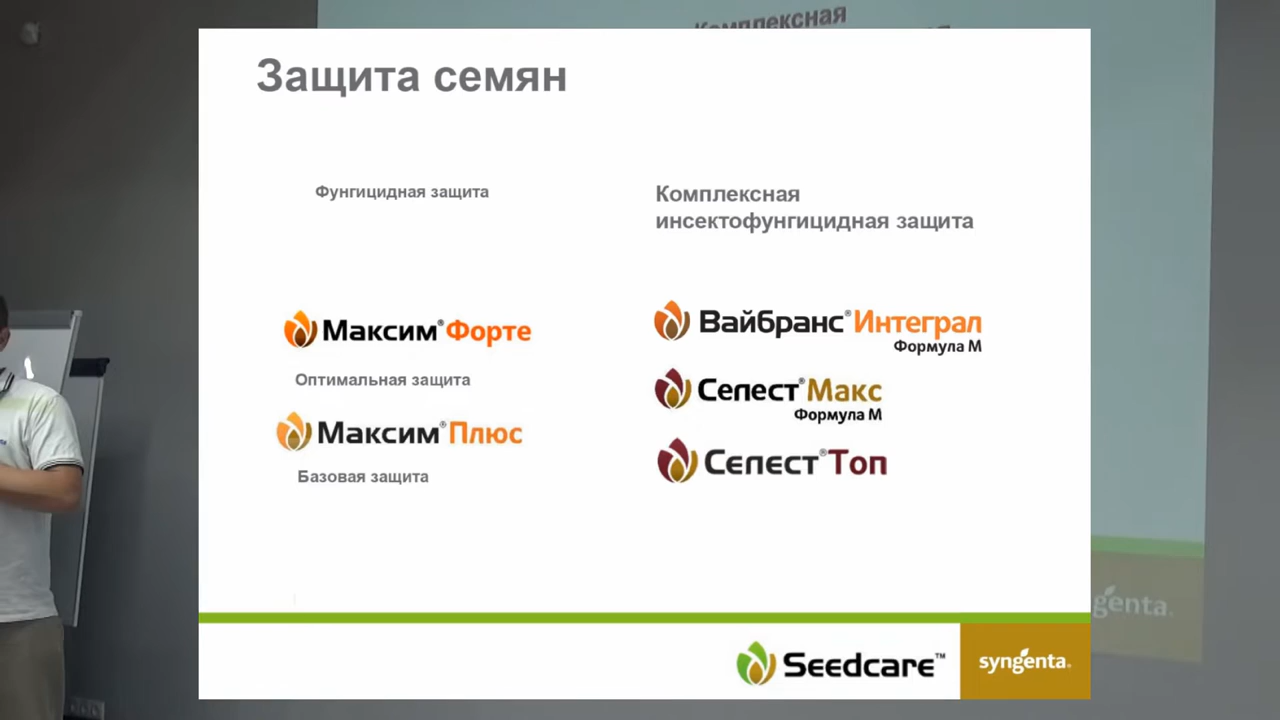 Комплексная
Защита семян
Фунгицидная защита
Комплексная
инсектофунгицидная защита
Максим® Форте
Оптимальная защита
Максим® Плюс
Базовая защита
Вайбранс® Интеграл
Формула М
Селест® Макс
Формула М
Селест® Топ
Seedcare™
syngenta.
genta.